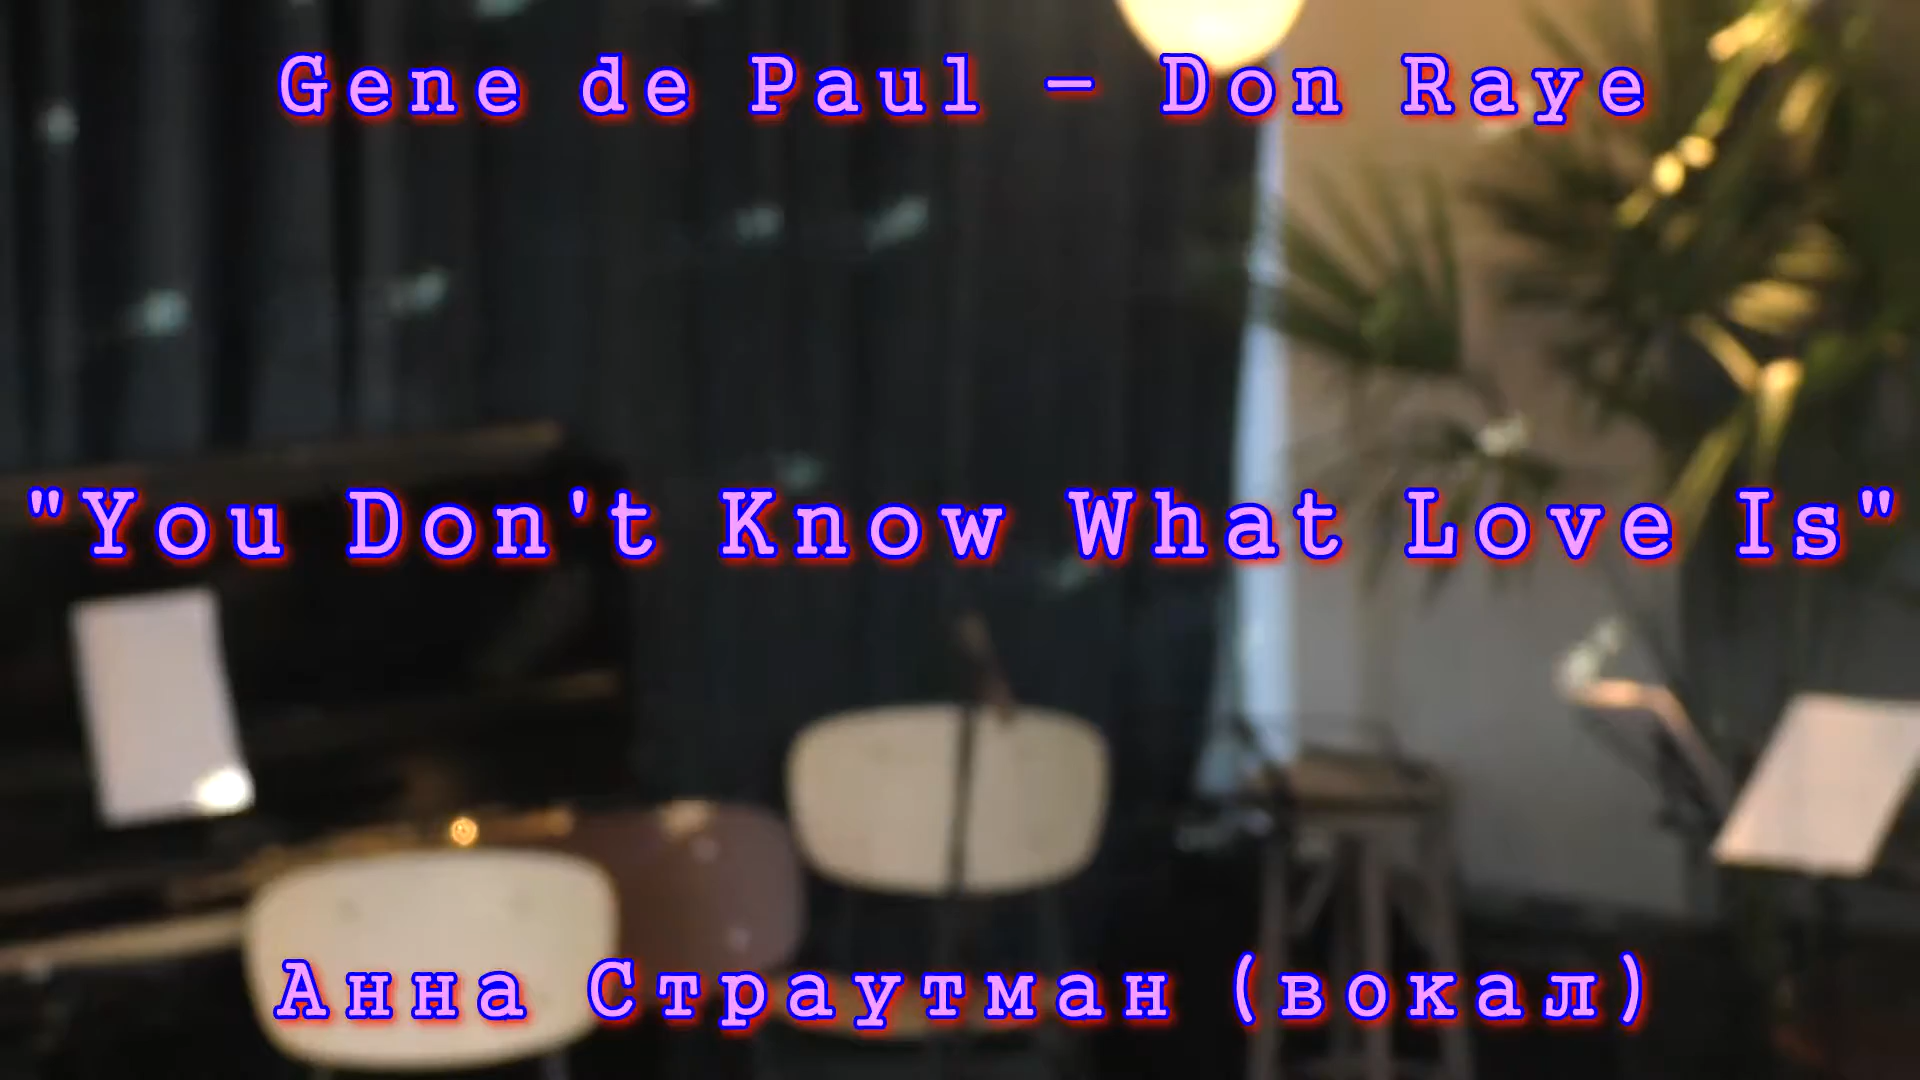 Gene de Paul – Don Raye
"You Don't Know What Love Is"
Анна Страутман (вокал)